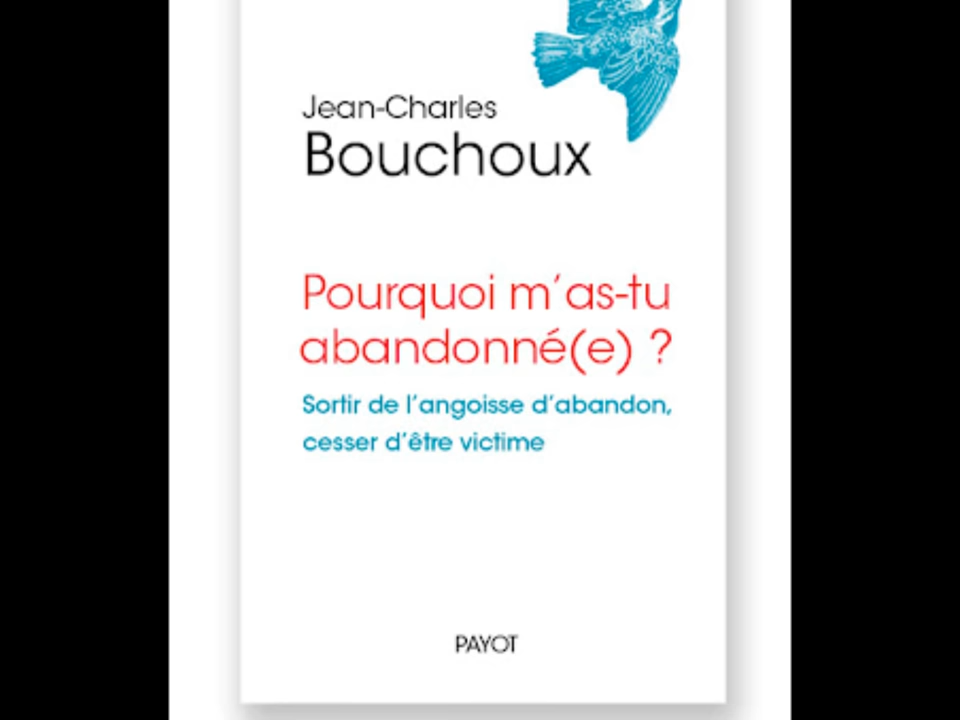 Jean-Charles
Bouchoux
Pourquoi m'as-tu
abandonné(e) ?
Sortir de l'angoisse d'abandon,
cesser d'être victime
PAYOT